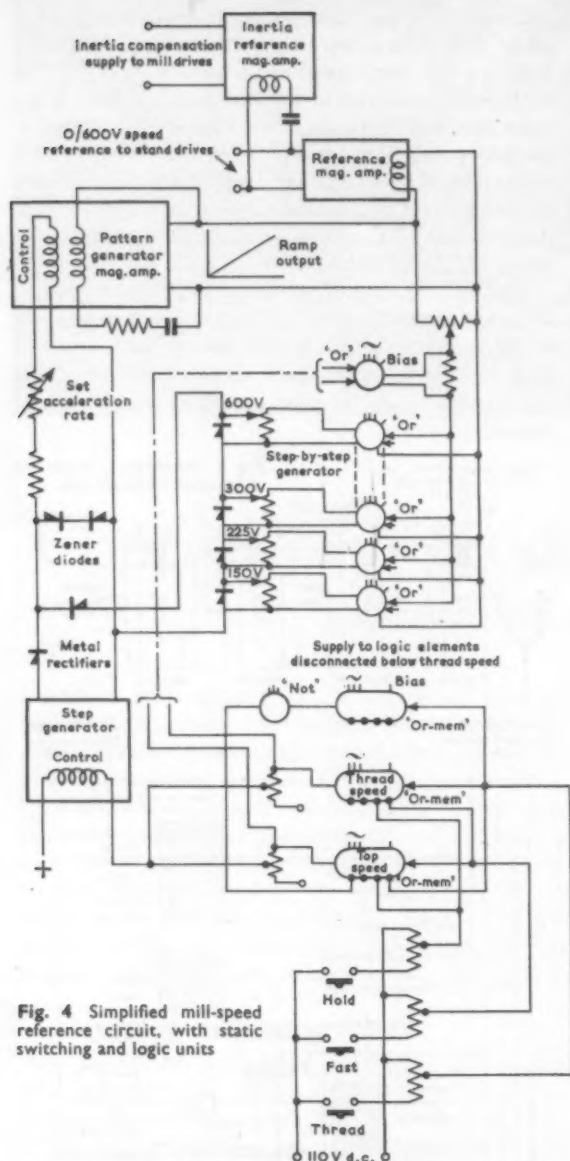 Inertia
reference
mag. amp.
Inertia compensation
supply to mill drives
O/600V speed
reference to stand drives
Reference
mag. amp.
Control
Pattern
generator
mag. amp.
Ramp
output
"Or"
~
Bias
Set
acceleration
rate
600V
"Or"
Step-by-step
generator
300V
"Or"
225V
"Or"
150V
"Or"
Zener
diodes
Metal
rectifiers
Supply to logic elements
disconnected below thread speed
"Not"
~
Bias
"Or-mem"
Step
generator
Control
~
Thread
speed
"Or-mem"
+
~
Top
speed
"Or-mem"
Hold
Fast
Thread
110V d.c.
Fig. 4 Simplified mill-speed
reference circuit, with static
switching and logic units